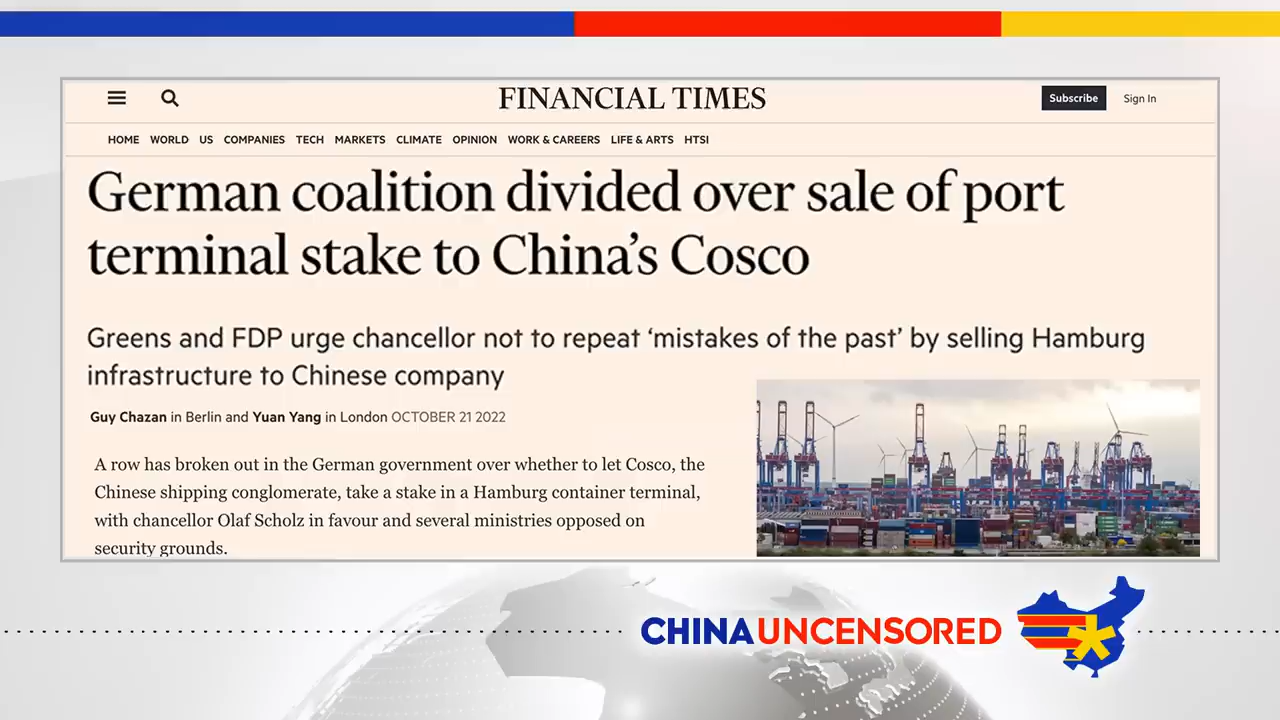 FINANCIAL TIMES
Subscribe
Sign In
HOME WORLD US COMPANIES TECH MARKETS CLIMATE OPINION WORK & CAREERS LIFE & ARTS HTSI
German coalition divided over sale of port
terminal stake to China's Cosco
Greens and FDP urge chancellor not to repeat ‘mistakes of the past’ by selling Hamburg
infrastructure to Chinese company
Guy Chazan in Berlin and Yuan Yang in London OCTOBER 21 2022
A row has broken out in the German government over whether to let Cosco, the
Chinese shipping conglomerate, take a stake in a Hamburg container terminal,
with chancellor Olaf Scholz in favour and several ministries opposed on
security grounds.
CHINA UNCENSORED